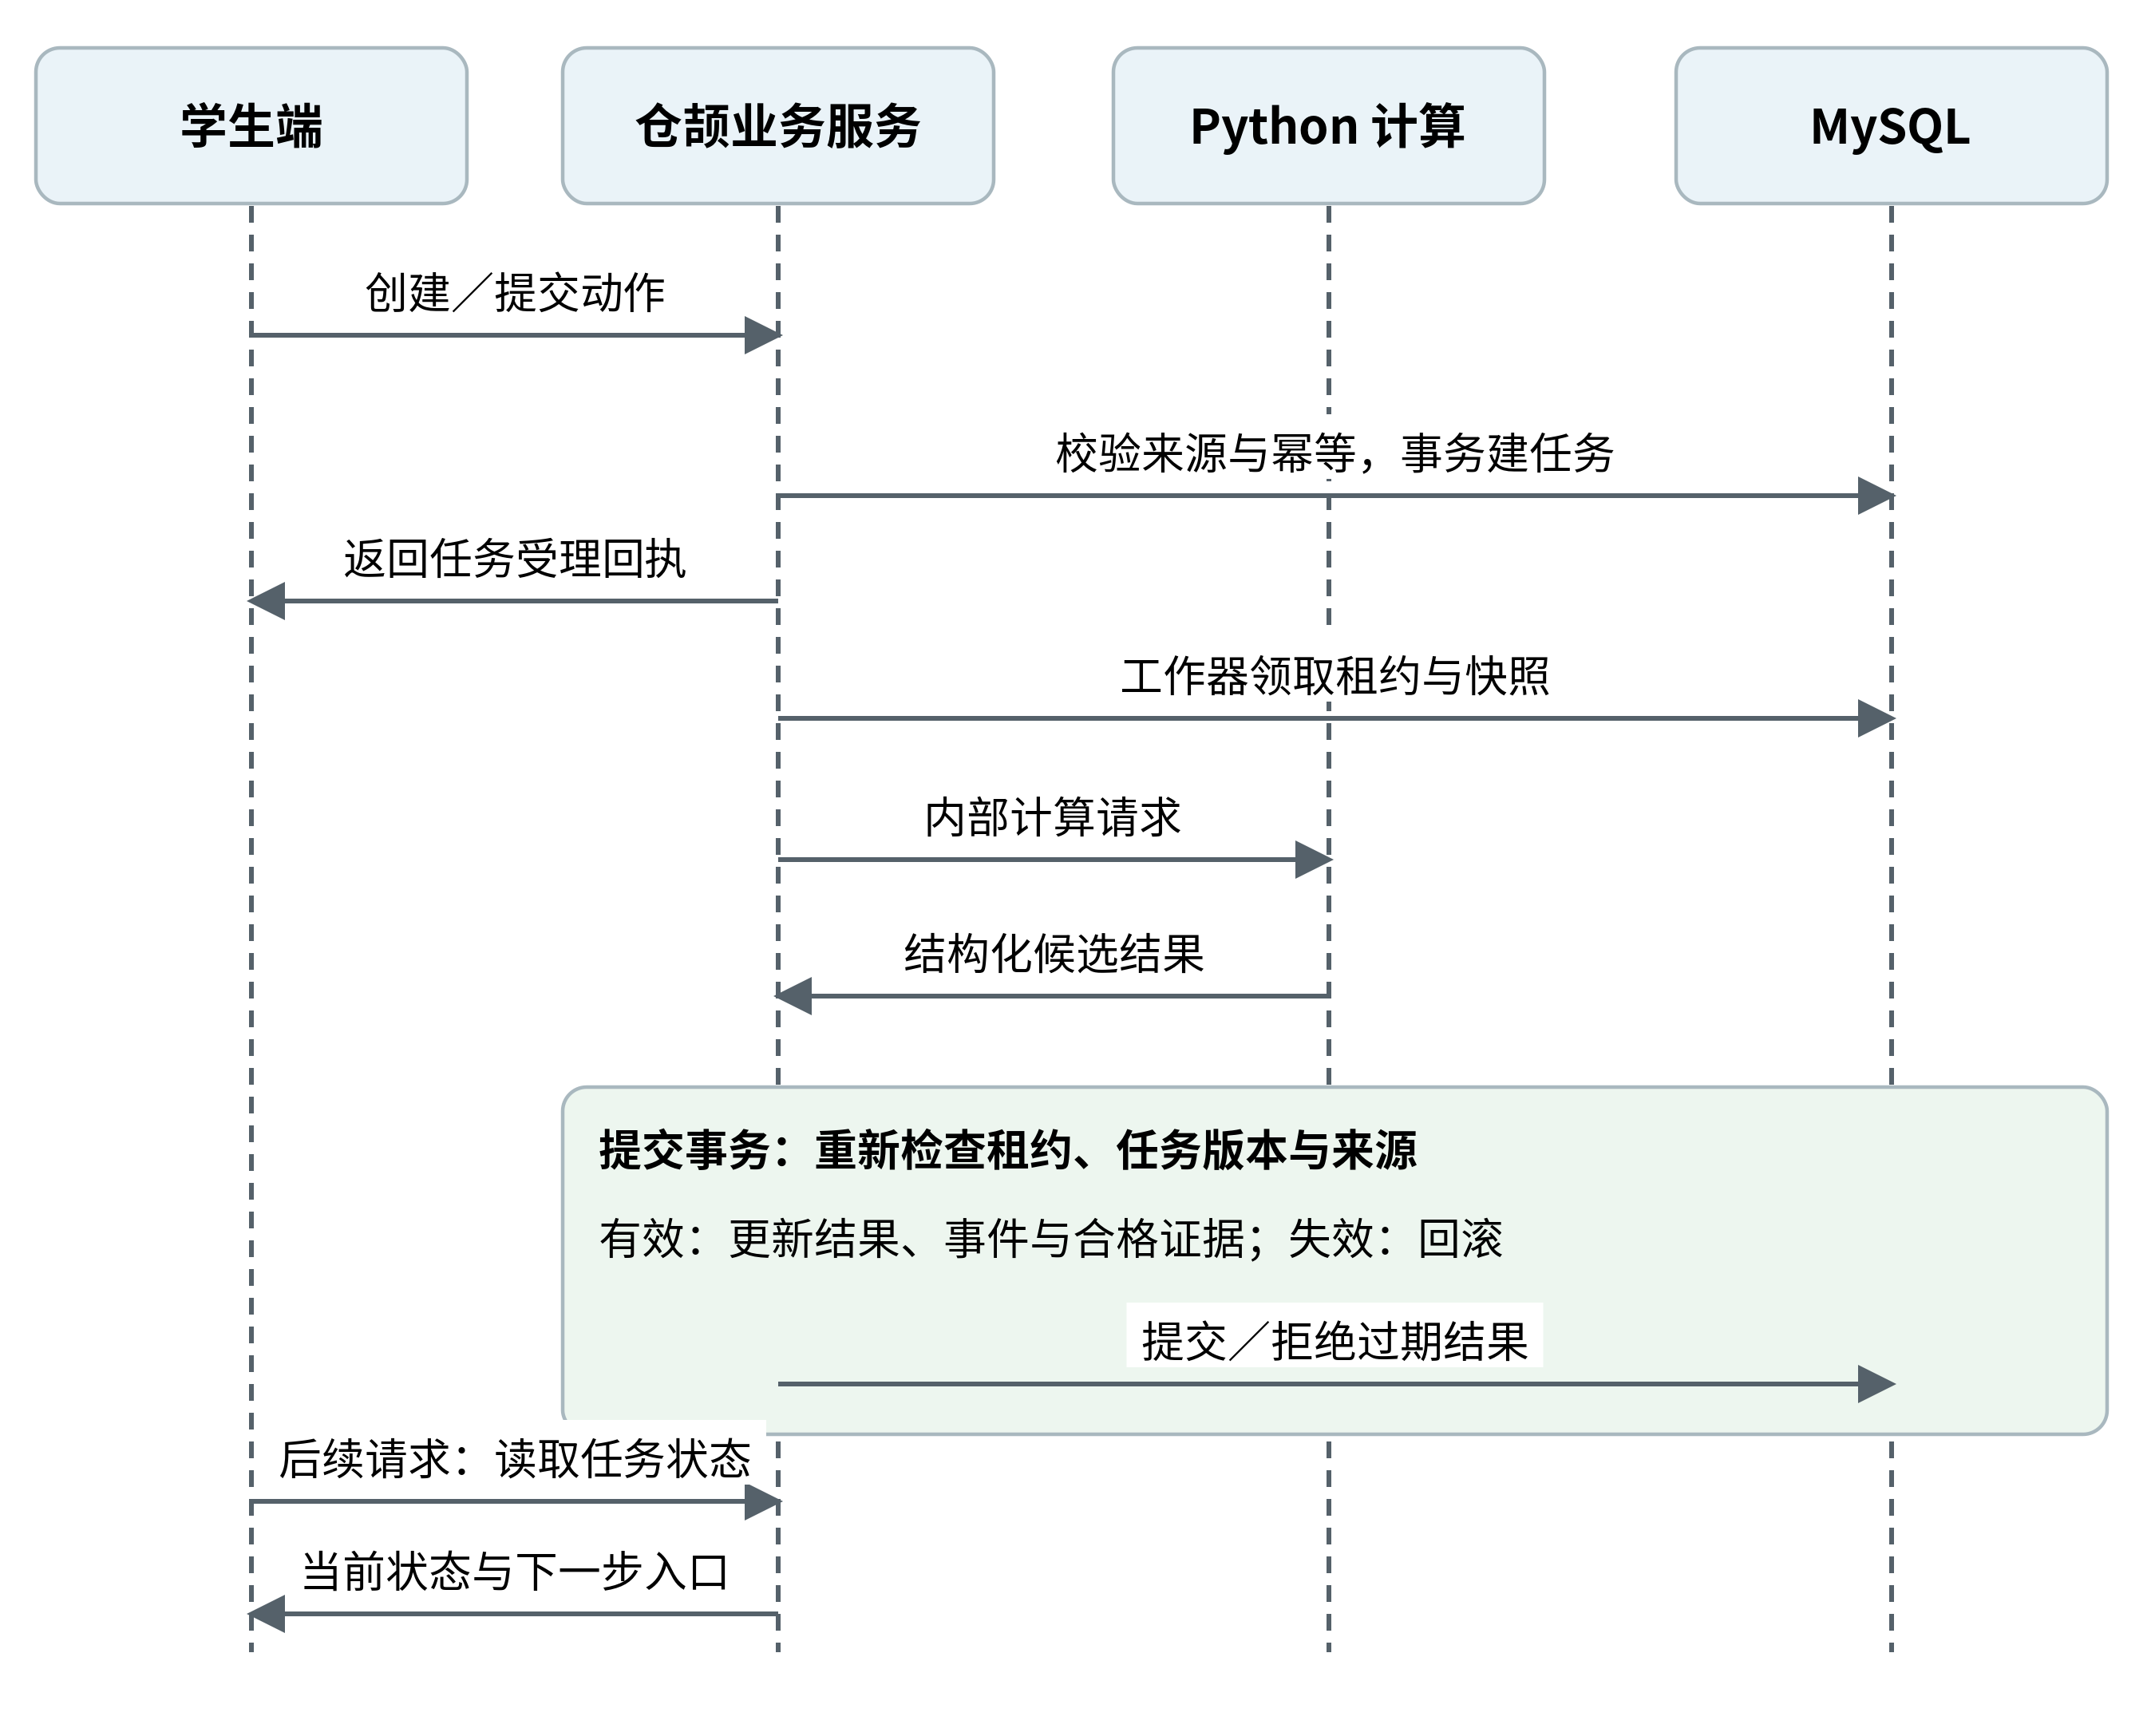 学生端
仓颉业务服务
Python 计算
MySQL
创建／提交动作
校验来源与幂等，事务建任务
返回任务受理回执
工作器领取租约与快照
内部计算请求
结构化候选结果
提交事务：重新检查租约、任务版本与来源
有效：更新结果、事件与合格证据；失效：回滚
提交／拒绝过期结果
后续请求：读取任务状态
当前状态与下一步入口